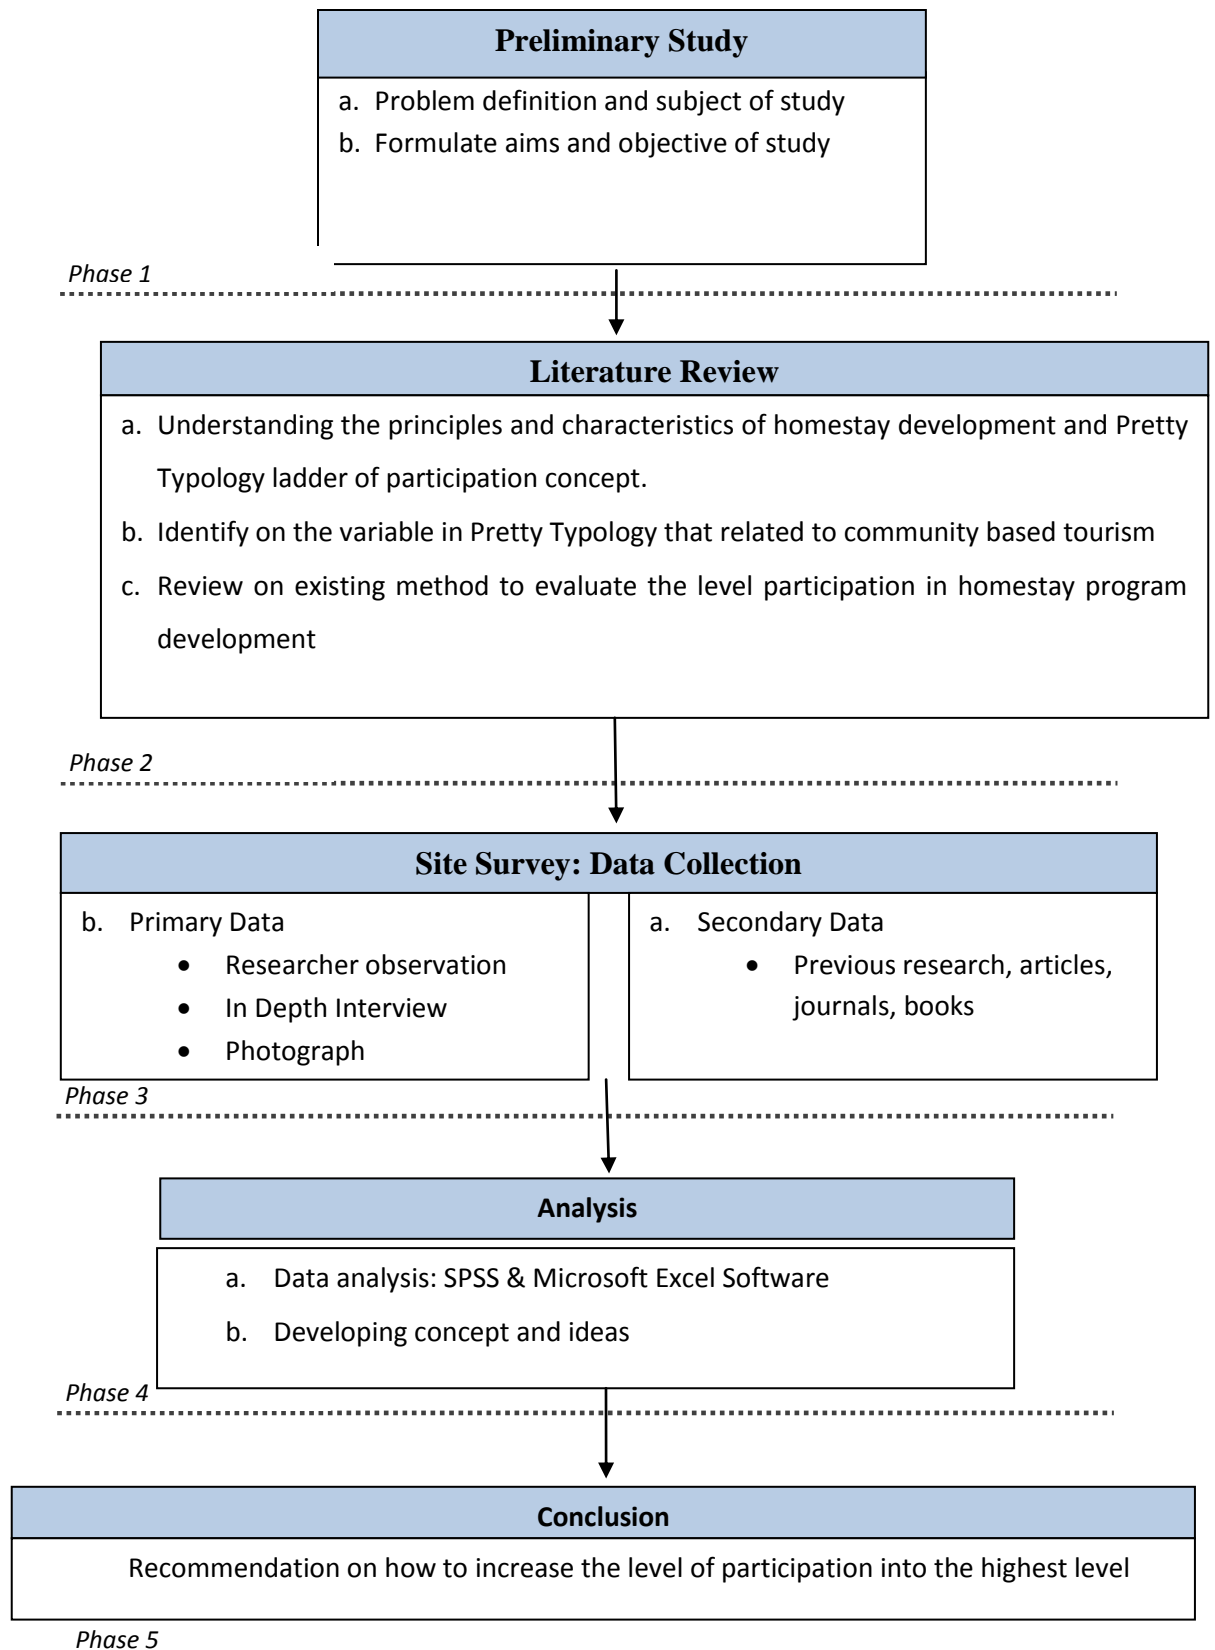 Preliminary Study
a. Problem definition and subject of study
b. Formulate aims and objective of study
Phase 1
Literature Review
a. Understanding the principles and characteristics of homestay development and Pretty
Typology ladder of participation concept.
b. Identify on the variable in Pretty Typology that related to community based tourism
c. Review on existing method to evaluate the level participation in homestay program
development
Phase 2
Site Survey: Data Collection
b. Primary Data
• Researcher observation
• In Depth Interview
• Photograph
a. Secondary Data
• Previous research, articles,
journals, books
Phase 3
Analysis
a. Data analysis: SPSS & Microsoft Excel Software
b. Developing concept and ideas
Phase 4
Conclusion
Recommendation on how to increase the level of participation into the highest level
Phase 5